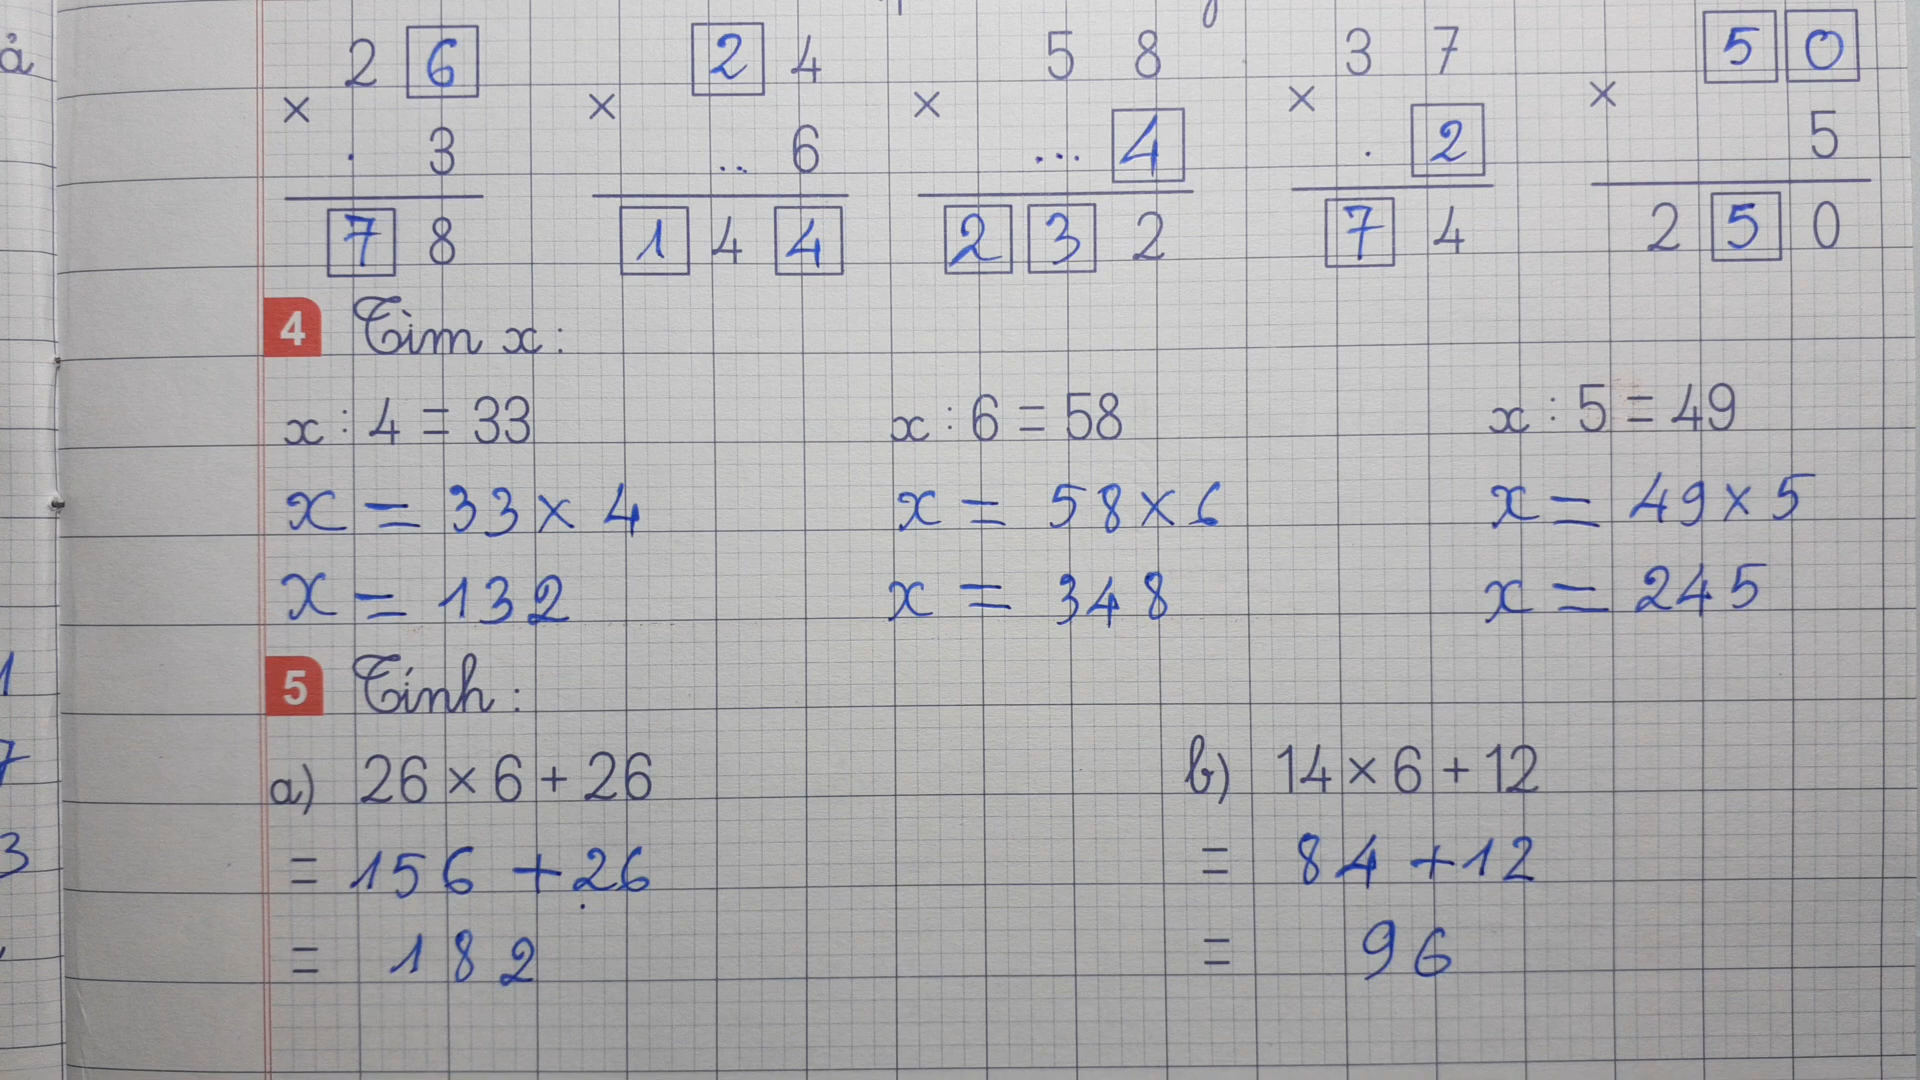 ả
2 6 2 4 5 8 3 7 5 0
× × × × ×
. 3 .. 6 ... 4 . 2 5
7 8 1 4 4 2 3 2 7 4 2 5 0
4 Tìm x:
x : 4 = 33 x : 6 = 58 x : 5 = 49
x = 33 × 4 x = 58 × 6 x = 49 × 5
x = 132 x = 348 x = 245
1
5 Tính:
7
a) 26 × 6 + 26 b) 14 × 6 + 12
3
= 156 + 26 = 84 + 12
= 182 = 96